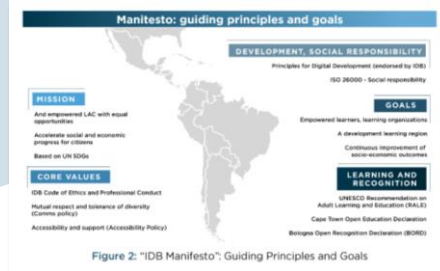 Manifesto: guiding principles and goals
DEVELOPMENT, SOCIAL RESPONSIBILITY
Principles for Digital Development (endorsed by IDB)
ISO 26000 - Social responsibility
MISSION
And empowered LAC with equal
opportunities
Accelerate social and economic
progress for citizens
Based on UN SDGs
GOALS
Empowered learners, learning organizations
A development learning region
Continuous improvement of
socio-economic outcomes
CORE VALUES
IDB Code of Ethics and Professional Conduct
Mutual respect and tolerance of diversity
(Comms policy)
Accessibility and support (Accessibility Policy)
LEARNING AND
RECOGNITION
UNESCO Recommendation on
Adult Learning and Education (RALE)
Cape Town Open Education Declaration
Bologna Open Recognition Declaration (BORD)
Figure 2: "IDB Manifesto": Guiding Principles and Goals